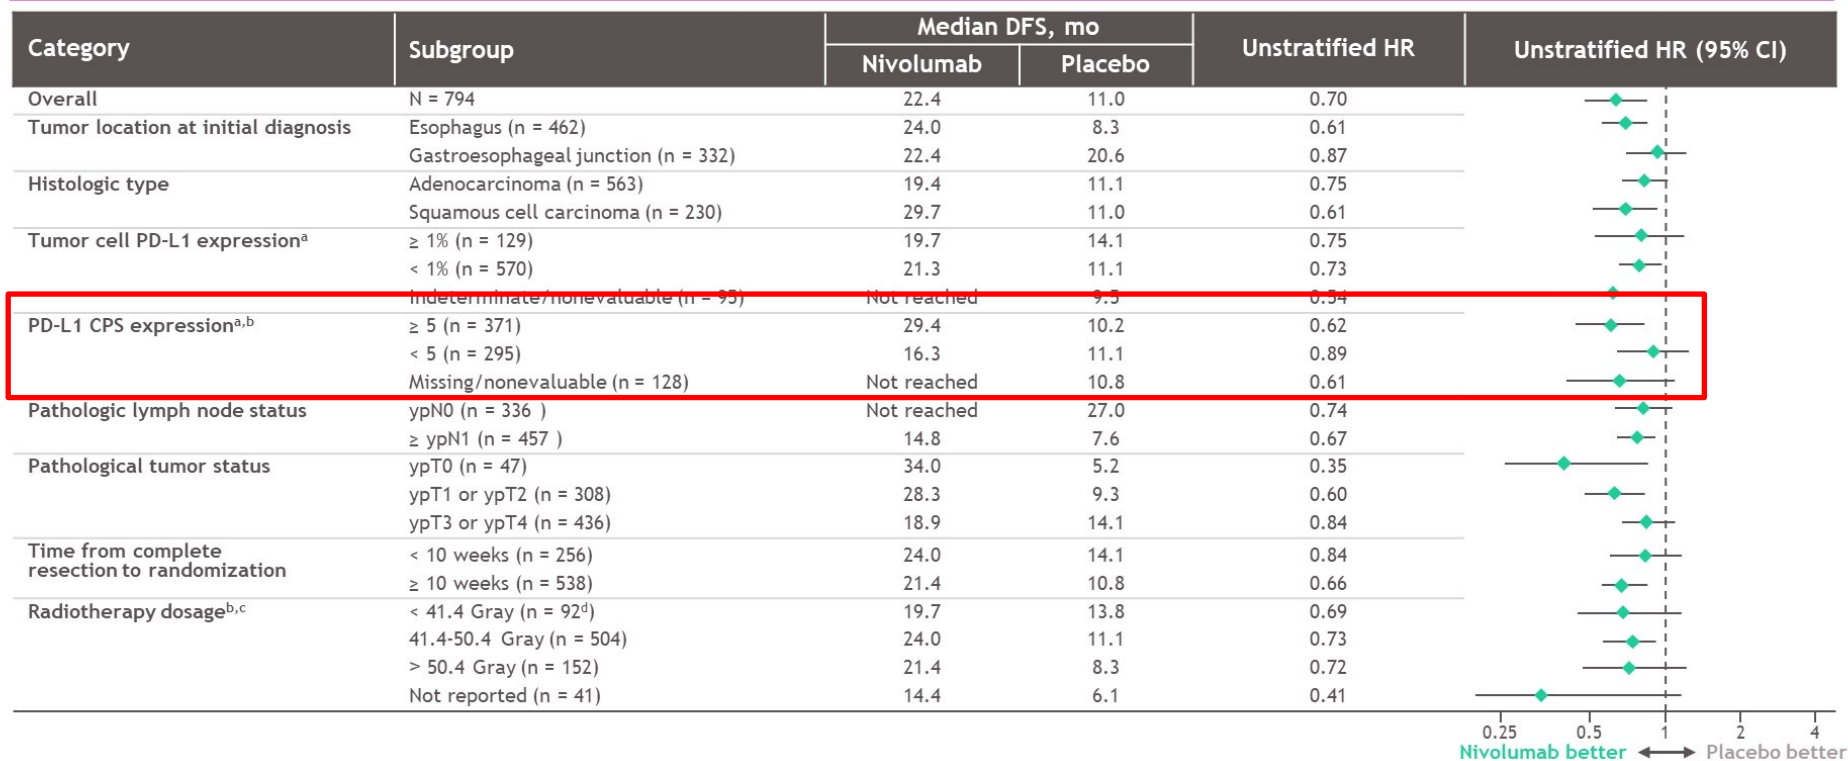 Category Subgroup Median DFS, mo Unstratified HR Unstratified HR (95% CI)
Nivolumab Placebo
Overall N = 794 22.4 11.0 0.70
Tumor location at initial diagnosis Esophagus (n = 462) 24.0 8.3 0.61
Gastroesophageal junction (n = 332) 22.4 20.6 0.87
Histologic type Adenocarcinoma (n = 563) 19.4 11.1 0.75
Squamous cell carcinoma (n = 230) 29.7 11.0 0.61
Tumor cell PD-L1 expressionᵃ ≥ 1% (n = 129) 19.7 14.1 0.75
< 1% (n = 570) 21.3 11.1 0.73
Indeterminate/nonevaluable (n = 95) Not reached 9.5 0.54
PD-L1 CPS expressionᵃ,ᵇ ≥ 5 (n = 371) 29.4 10.2 0.62
< 5 (n = 295) 16.3 11.1 0.89
Missing/nonevaluable (n = 128) Not reached 10.8 0.61
Pathologic lymph node status ypN0 (n = 336 ) Not reached 27.0 0.74
≥ ypN1 (n = 457 ) 14.8 7.6 0.67
Pathological tumor status ypT0 (n = 47) 34.0 5.2 0.35
ypT1 or ypT2 (n = 308) 28.3 9.3 0.60
ypT3 or ypT4 (n = 436) 18.9 14.1 0.84
Time from complete
resection to randomization
< 10 weeks (n = 256) 24.0 14.1 0.84
≥ 10 weeks (n = 538) 21.4 10.8 0.66
Radiotherapy dosageᵇ,ᶜ < 41.4 Gray (n = 92ᵈ) 19.7 13.8 0.69
41.4-50.4 Gray (n = 504) 24.0 11.1 0.73
> 50.4 Gray (n = 152) 21.4 8.3 0.72
Not reported (n = 41) 14.4 6.1 0.41
0.25 0.5 1 2 4
Nivolumab better Placebo better